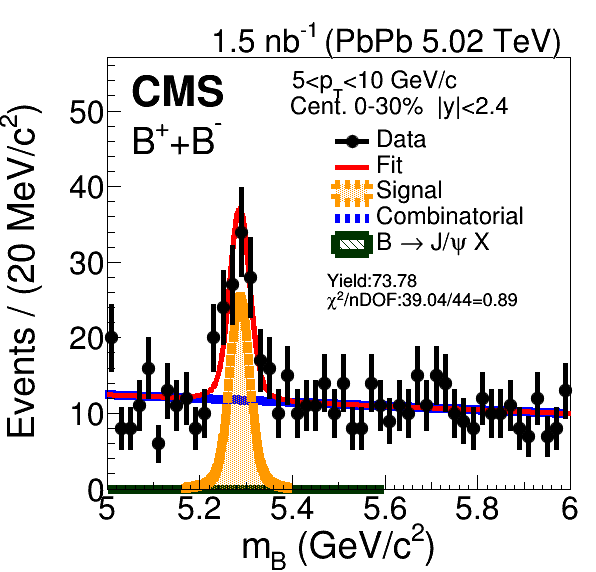 1.5 nb⁻¹ (PbPb 5.02 TeV)
CMS
B⁺+B⁻
5<p_T<10 GeV/c
Cent. 0-30% |y|<2.4
Data
Fit
Signal
Combinatorial
B → J/ψ X
Yield:73.78
χ²/nDOF:39.04/44=0.89
Events / (20 MeV/c²)
50
40
30
20
10
0
5 5.2 5.4 5.6 5.8 6
m_B (GeV/c²)